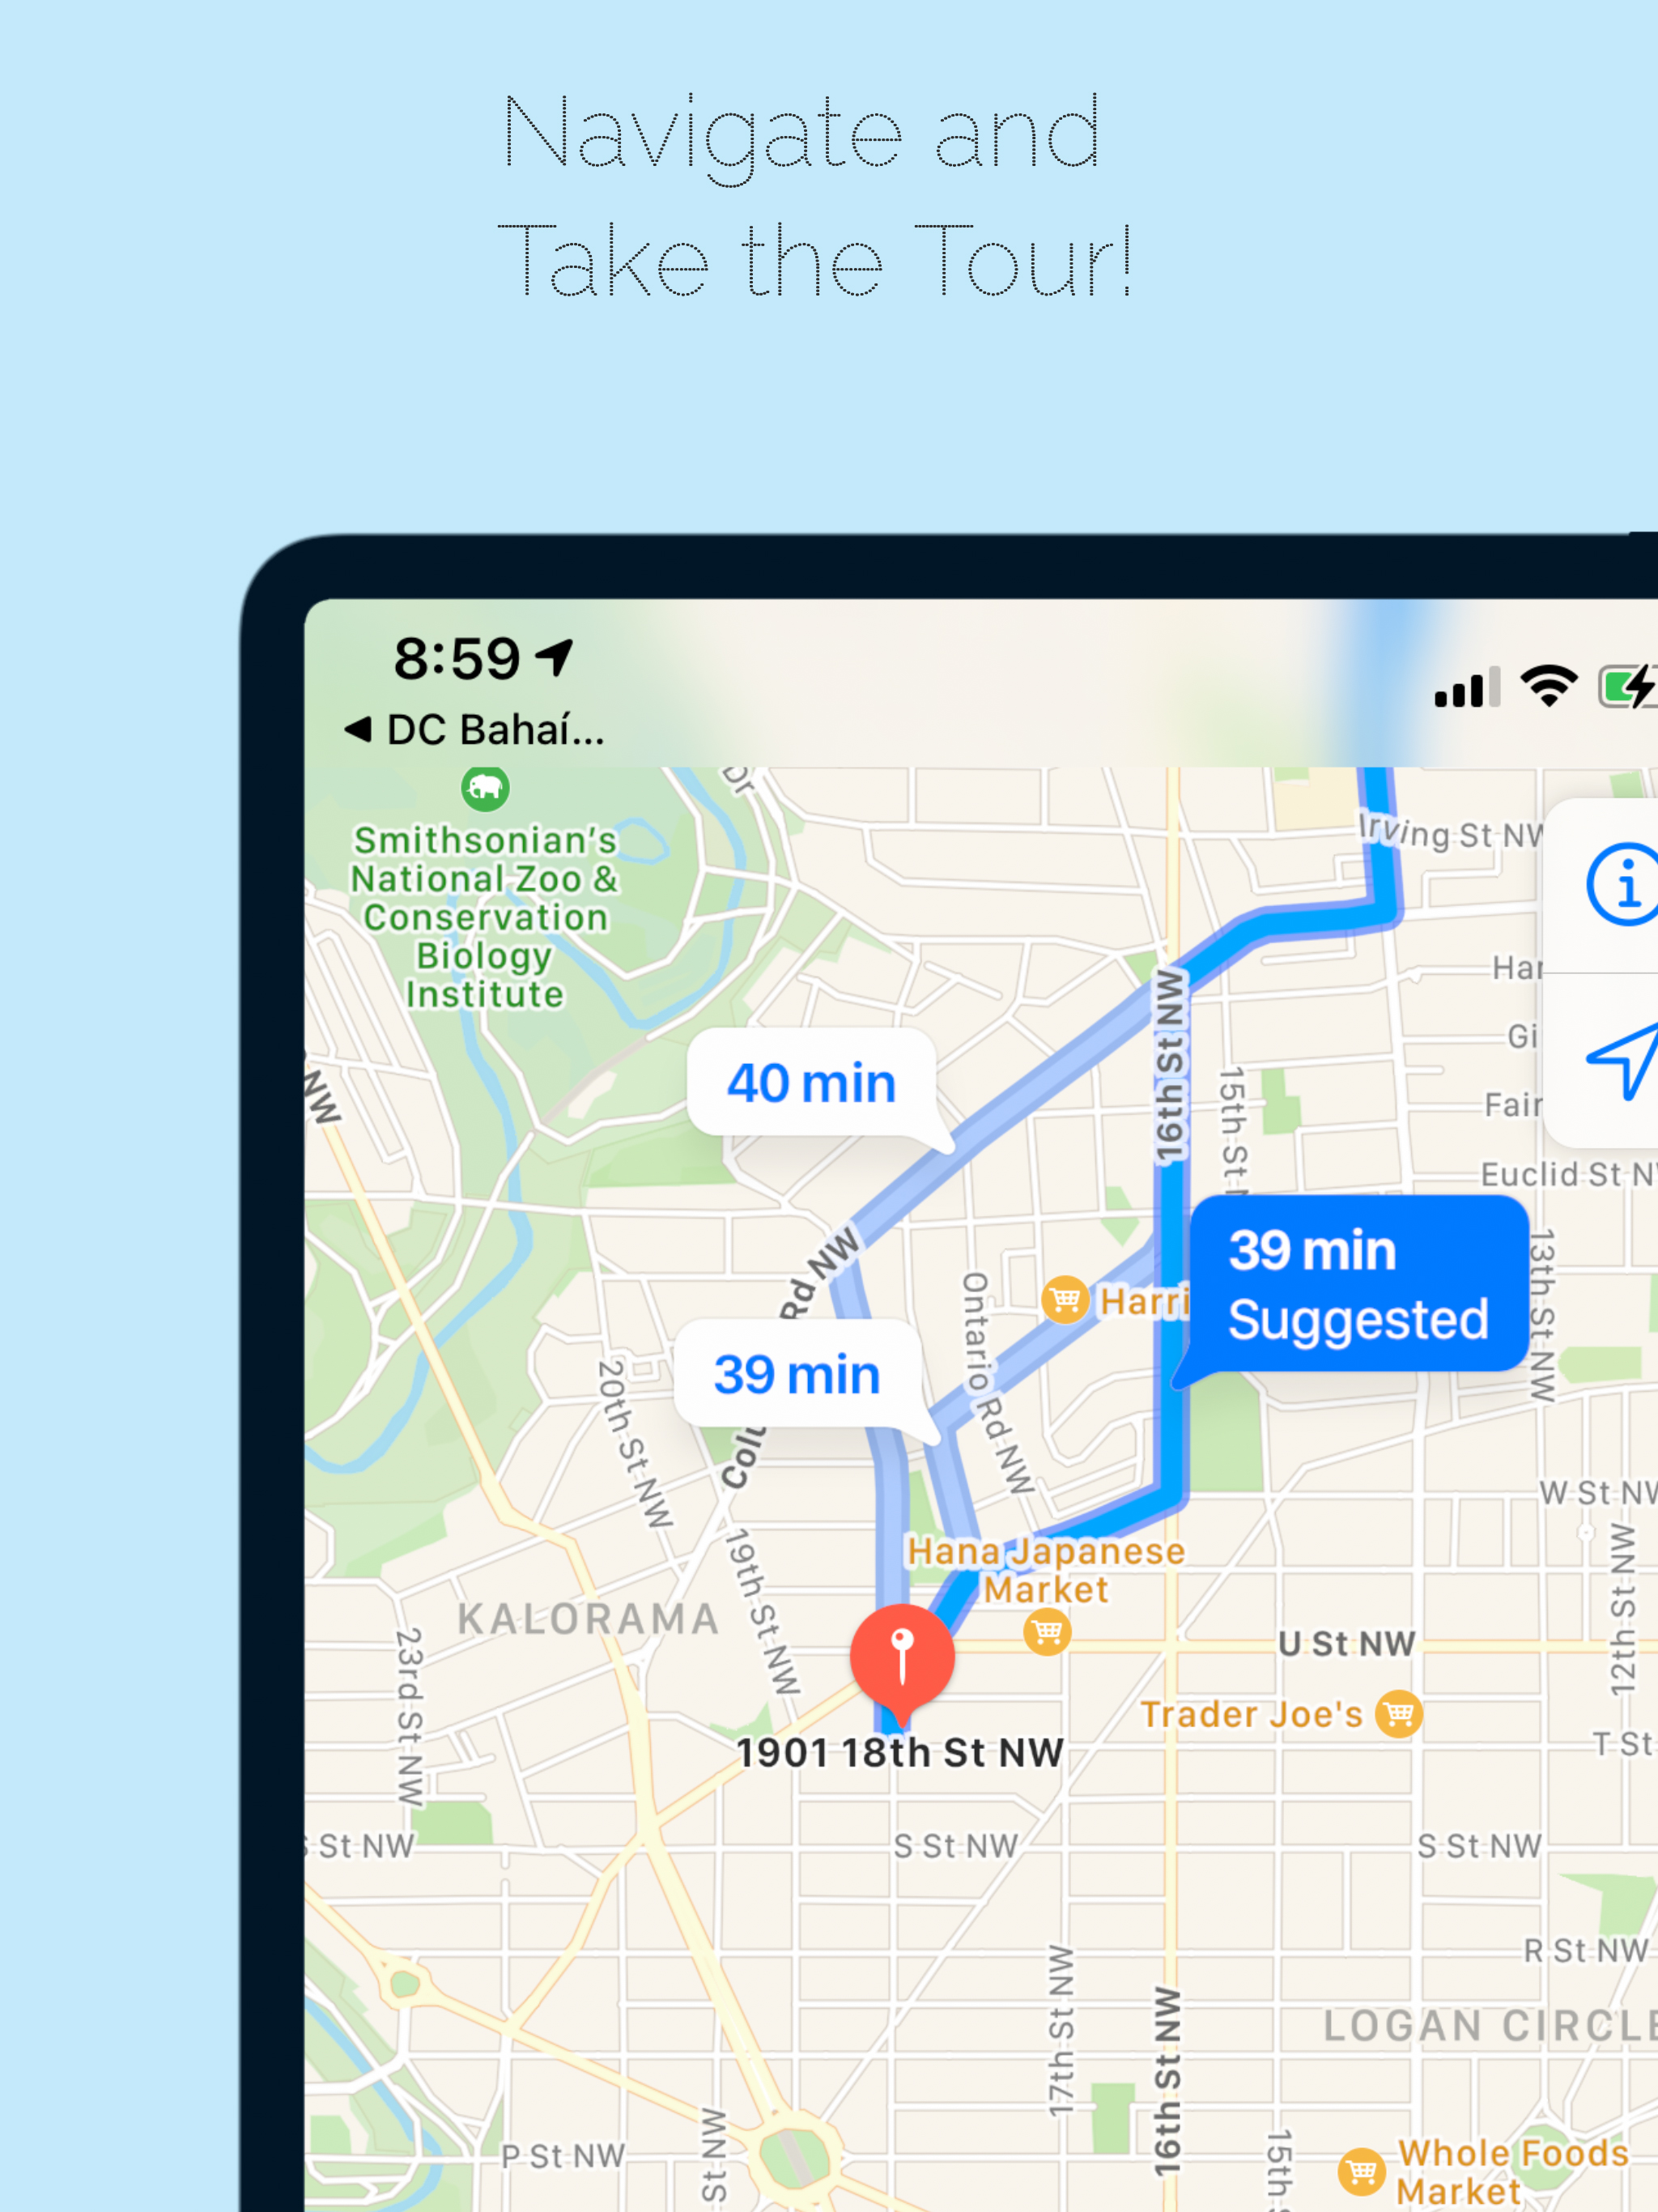 Navigate and
Take the Tour!
8:59
DC Bahaí...
Dr
Irving St NW
Smithsonian's
National Zoo &
Conservation
Biology
Institute
Har
Gi
NW
40 min
16th St NW
15th St N
Fair
Euclid St NW
Rd NW
39 min
Suggested
13th St NW
Harri
Ontario Rd NW
39 min
20th St NW
Colu
W St NW
Hana Japanese
Market
19th St NW
12th St NW
KALORAMA
23rd St NW
U St NW
Trader Joe's
1901 18th St NW
T St
S St NW
S St NW
S St NW
R St NW
17th St NW
16th St NW
LOGAN CIRCLE
P St NW
St NW
15th S
Whole Foods
Market